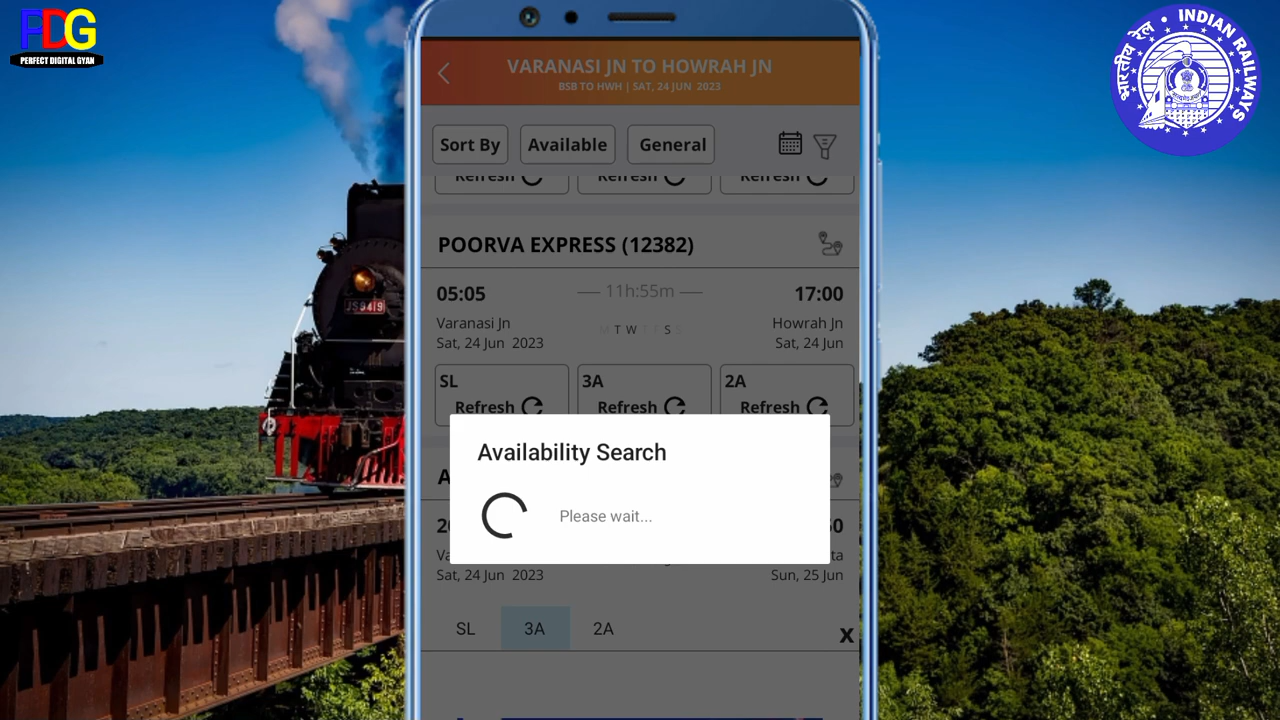 PDG
PERFECT DIGITAL GYAN
भारतीय रेल • INDIAN RAILWAYS
JS8419
VARANASI JN TO HOWRAH JN
BSB TO HWH | SAT, 24 JUN 2023
Sort By Available General
Refresh Refresh Refresh
POORVA EXPRESS (12382)
05:05 11h:55m 17:00
Varanasi Jn M T W T F S S Howrah Jn
Sat, 24 Jun 2023 Sat, 24 Jun
SL 3A 2A
Refresh Refresh Refresh
Availability Search
Please wait...
Sat, 24 Jun 2023 Sun, 25 Jun
SL 3A 2A X